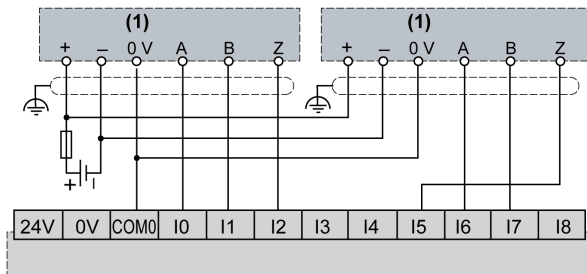 (1) (1)
+ – 0 V A B Z + – 0 V A B Z
+
24V 0V COM0 I0 I1 I2 I3 I4 I5 I6 I7 I8